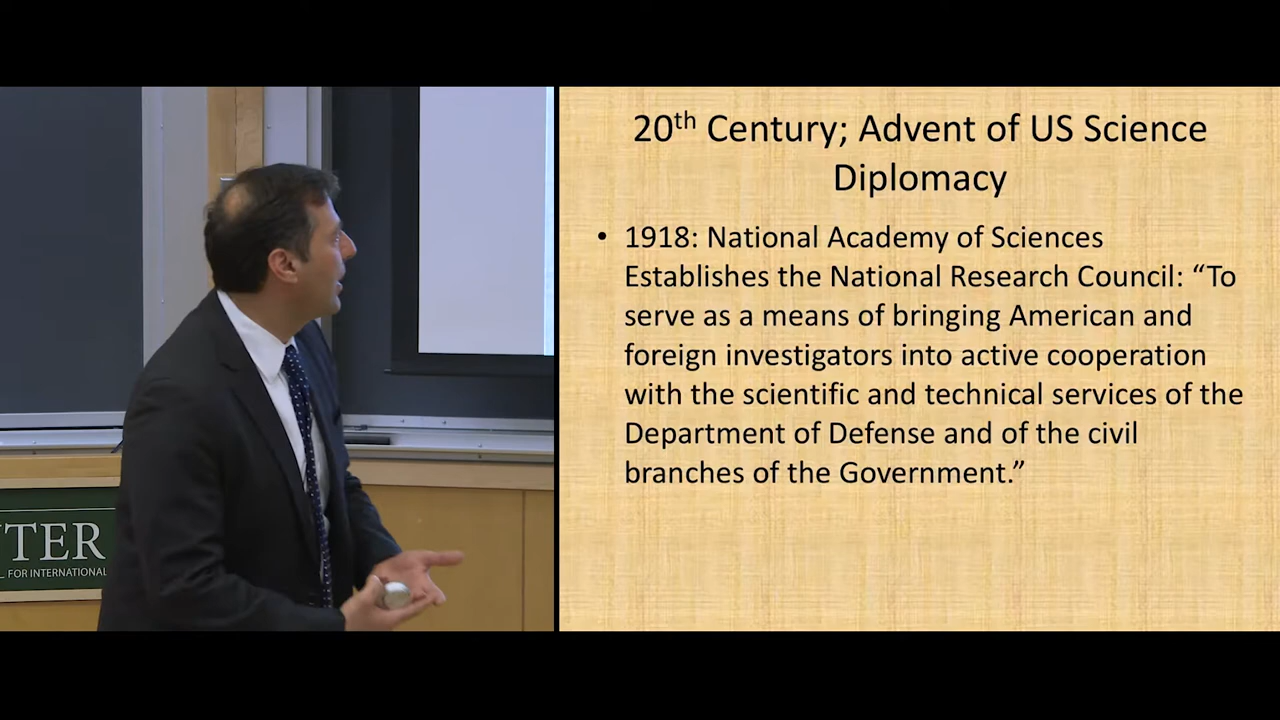 20th Century; Advent of US Science
Diplomacy
• 1918: National Academy of Sciences
Establishes the National Research Council: “To
serve as a means of bringing American and
foreign investigators into active cooperation
with the scientific and technical services of the
Department of Defense and of the civil
branches of the Government.”
TER
FOR INTERNATIONAL